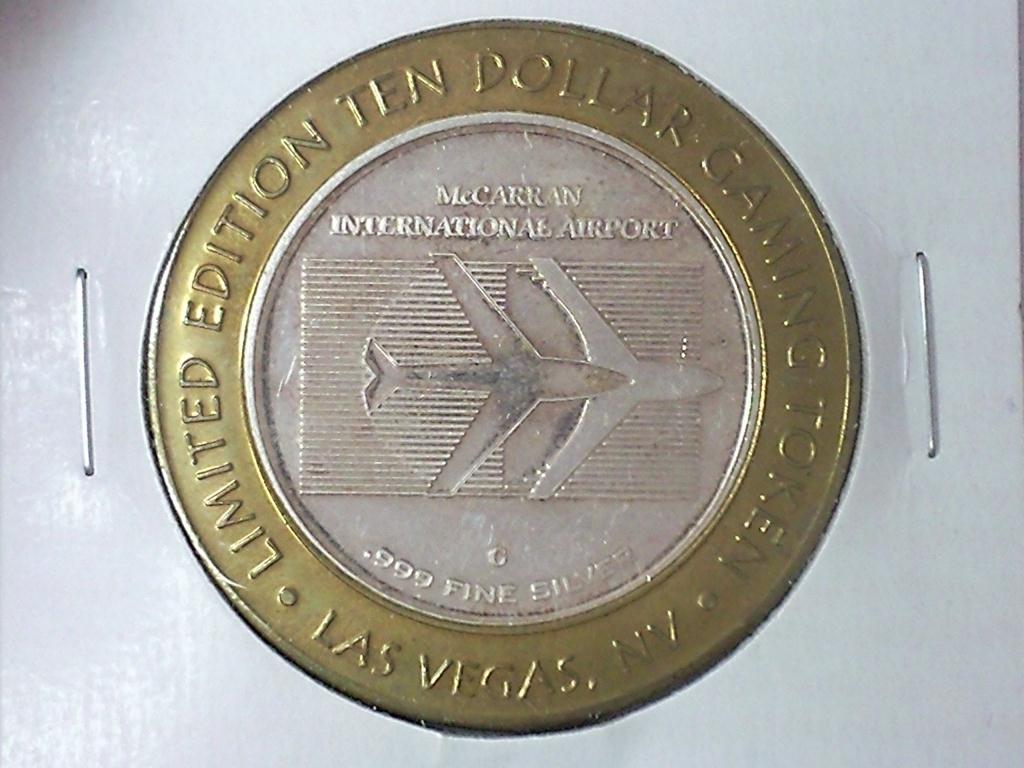 LIMITED EDITION TEN DOLLAR GAMING TOKEN
McCARRAN
INTERNATIONAL AIRPORT
.999 FINE SILVER
• LAS VEGAS, NV •